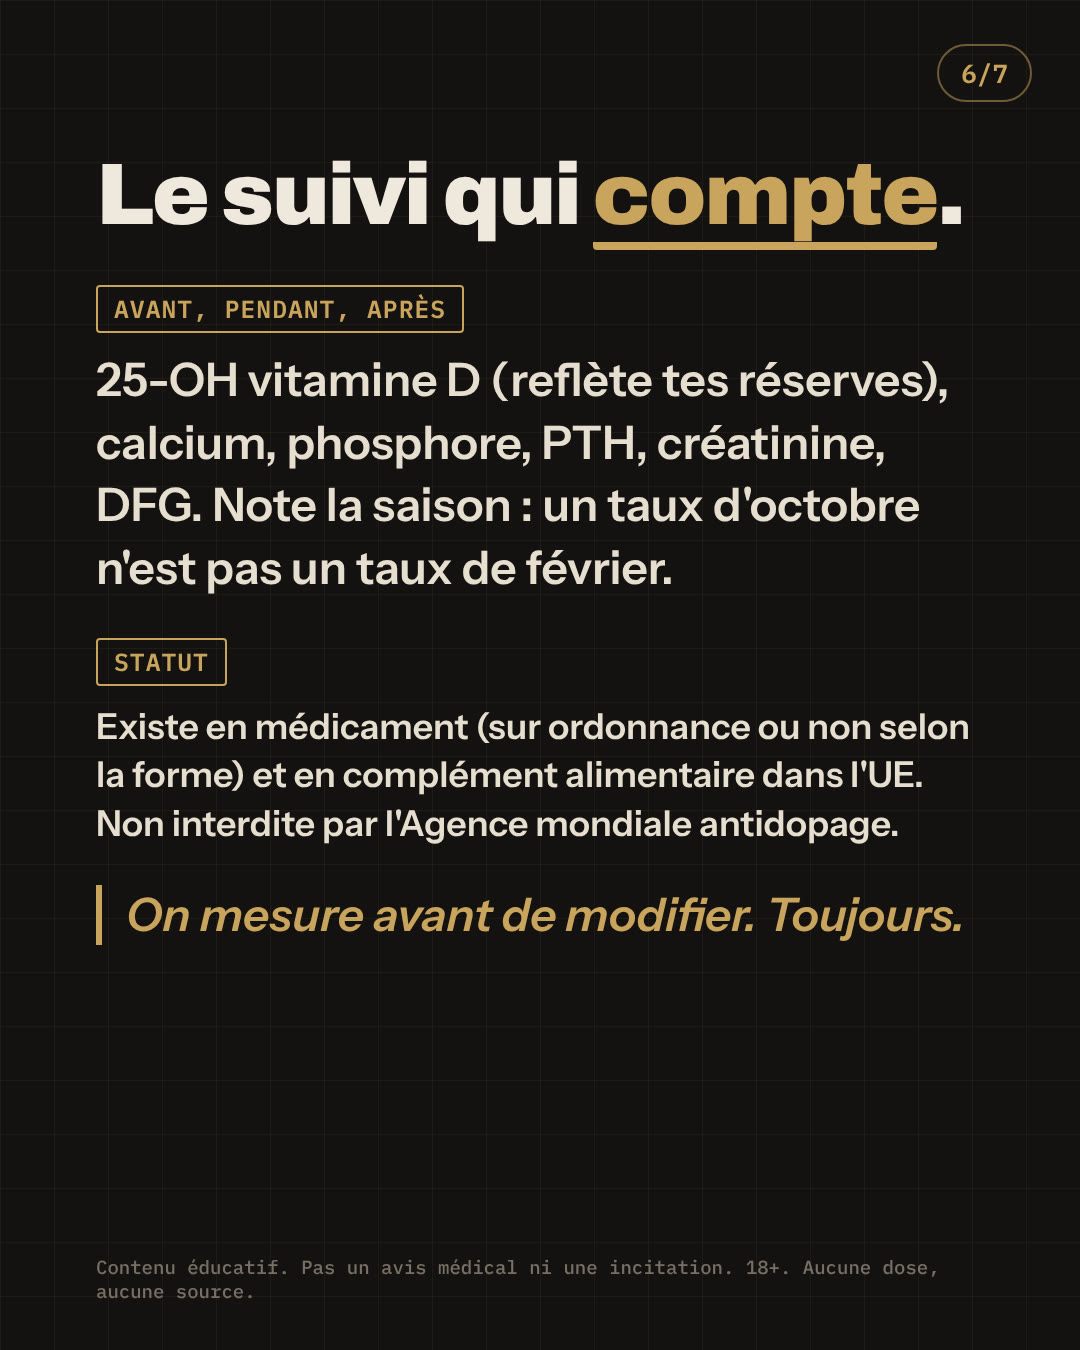 6/7
Le suivi qui compte.
AVANT, PENDANT, APRÈS
25-OH vitamine D (reflète tes réserves),
calcium, phosphore, PTH, créatinine,
DFG. Note la saison : un taux d'octobre
n'est pas un taux de février.
STATUT
Existe en médicament (sur ordonnance ou non selon
la forme) et en complément alimentaire dans l'UE.
Non interdite par l'Agence mondiale antidopage.
On mesure avant de modifier. Toujours.
Contenu éducatif. Pas un avis médical ni une incitation. 18+. Aucune dose,
aucune source.